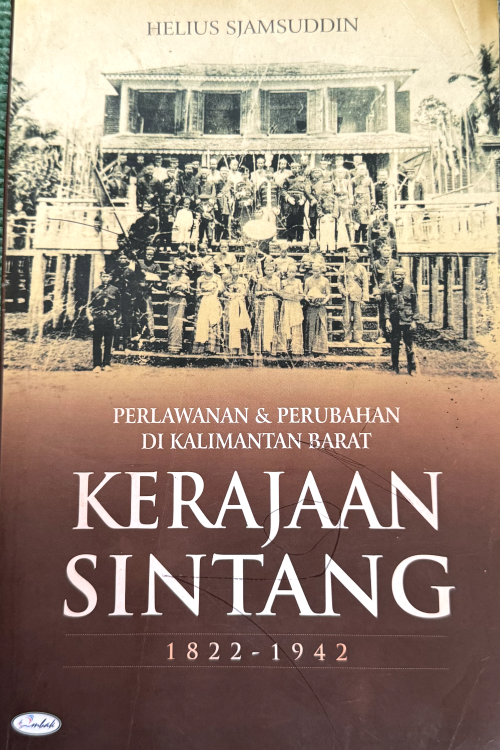 HELIUS SJAMSUDDIN
PERLAWANAN & PERUBAHAN
DI KALIMANTAN BARAT
KERAJAAN
SINTANG
1822-1942